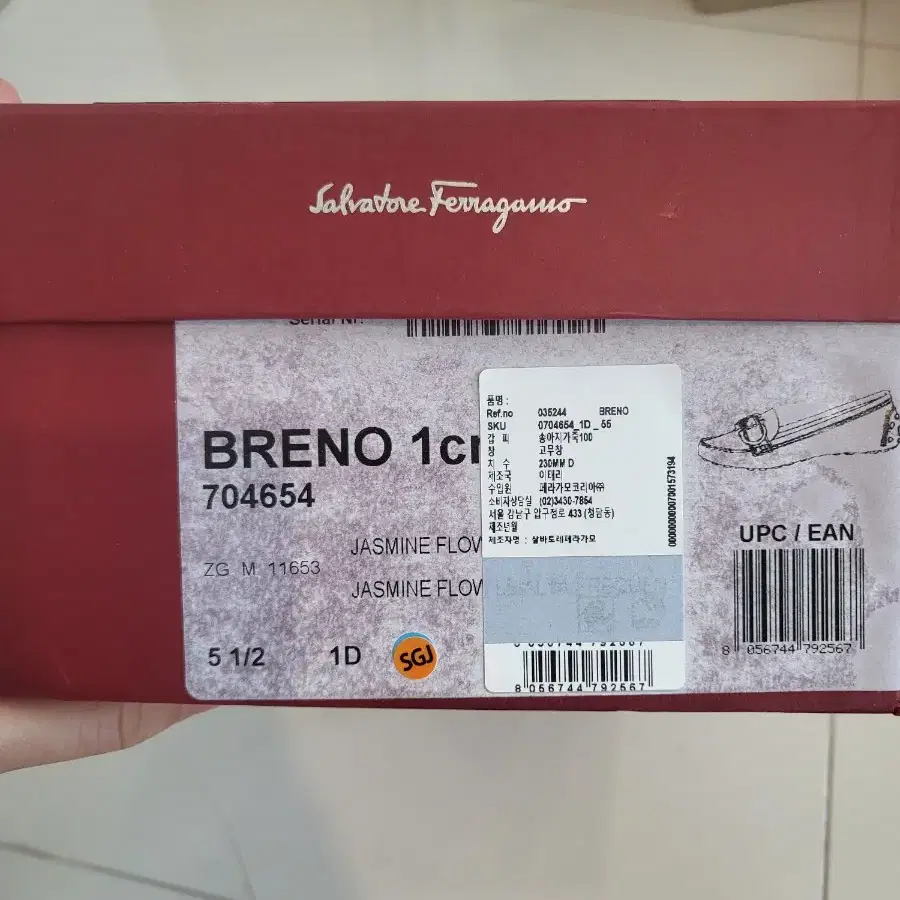 Salvatore Ferragamo
Serial Nr.
BRENO 1c
704654
JASMINE FLOW
ZG M 11653
JASMINE FLOW
5 1/2 1D
SGJ
품명 :
Ref.no 035244 BRENO
SKU 0704654_1D_55
갑 피 송아지가죽100
창 고무창
치 수 230MM D
제조국 이태리
수입원 페라가모코리아㈜
소비자상담실 (02)3430-7854
서울 강남구 압구정로 433 (청담동)
제조년월
제조자명 : 살바토레페라가모
0000000007001573194
8 056744 792567
8 056744 792567
UPC / EAN
8 056744 792567